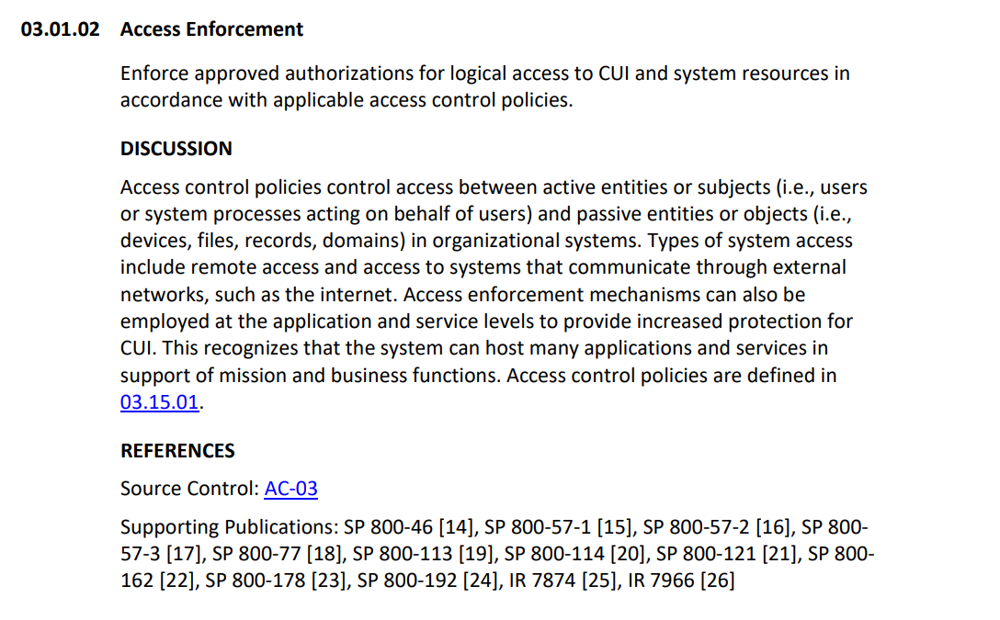 03.01.02 Access Enforcement
Enforce approved authorizations for logical access to CUI and system resources in
accordance with applicable access control policies.
DISCUSSION
Access control policies control access between active entities or subjects (i.e., users
or system processes acting on behalf of users) and passive entities or objects (i.e.,
devices, files, records, domains) in organizational systems. Types of system access
include remote access and access to systems that communicate through external
networks, such as the internet. Access enforcement mechanisms can also be
employed at the application and service levels to provide increased protection for
CUI. This recognizes that the system can host many applications and services in
support of mission and business functions. Access control policies are defined in
03.15.01.
REFERENCES
Source Control: AC-03
Supporting Publications: SP 800-46 [14], SP 800-57-1 [15], SP 800-57-2 [16], SP 800-
57-3 [17], SP 800-77 [18], SP 800-113 [19], SP 800-114 [20], SP 800-121 [21], SP 800-
162 [22], SP 800-178 [23], SP 800-192 [24], IR 7874 [25], IR 7966 [26]